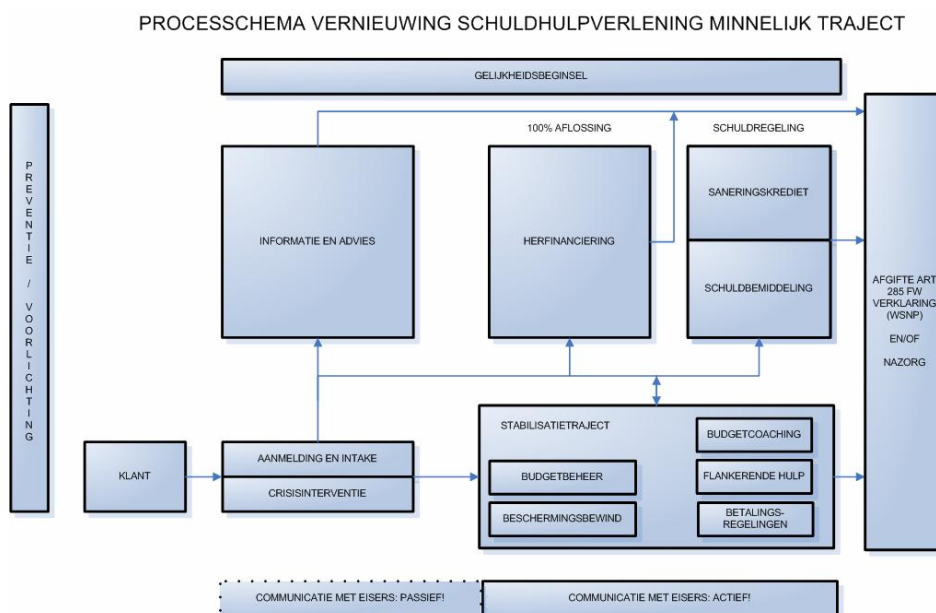 PROCESSCHEMA VERNIEUWING SCHULDHULPVERLENING MINNELIJK TRAJECT
GELIJKHEIDSBEGINSEL
PREVENTIE / VOORLICHTING
100% AFLOSSING
SCHULDREGELING
INFORMATIE EN ADVIES
HERFINANCIERING
SANERINGSKREDIET
SCHULDBEMIDDELING
AFGIFTE ART
285 FW
VERKLARING
(WSNP)
EN/OF
NAZORG
KLANT
AANMELDING EN INTAKE
CRISISINTERVENTIE
STABILISATIETRAJECT
BUDGETCOACHING
BUDGETBEHEER
FLANKERENDE HULP
BESCHERMINGSBEWIND
BETALINGS-
REGELINGEN
COMMUNICATIE MET EISERS: PASSIEF!
COMMUNICATIE MET EISERS: ACTIEF!